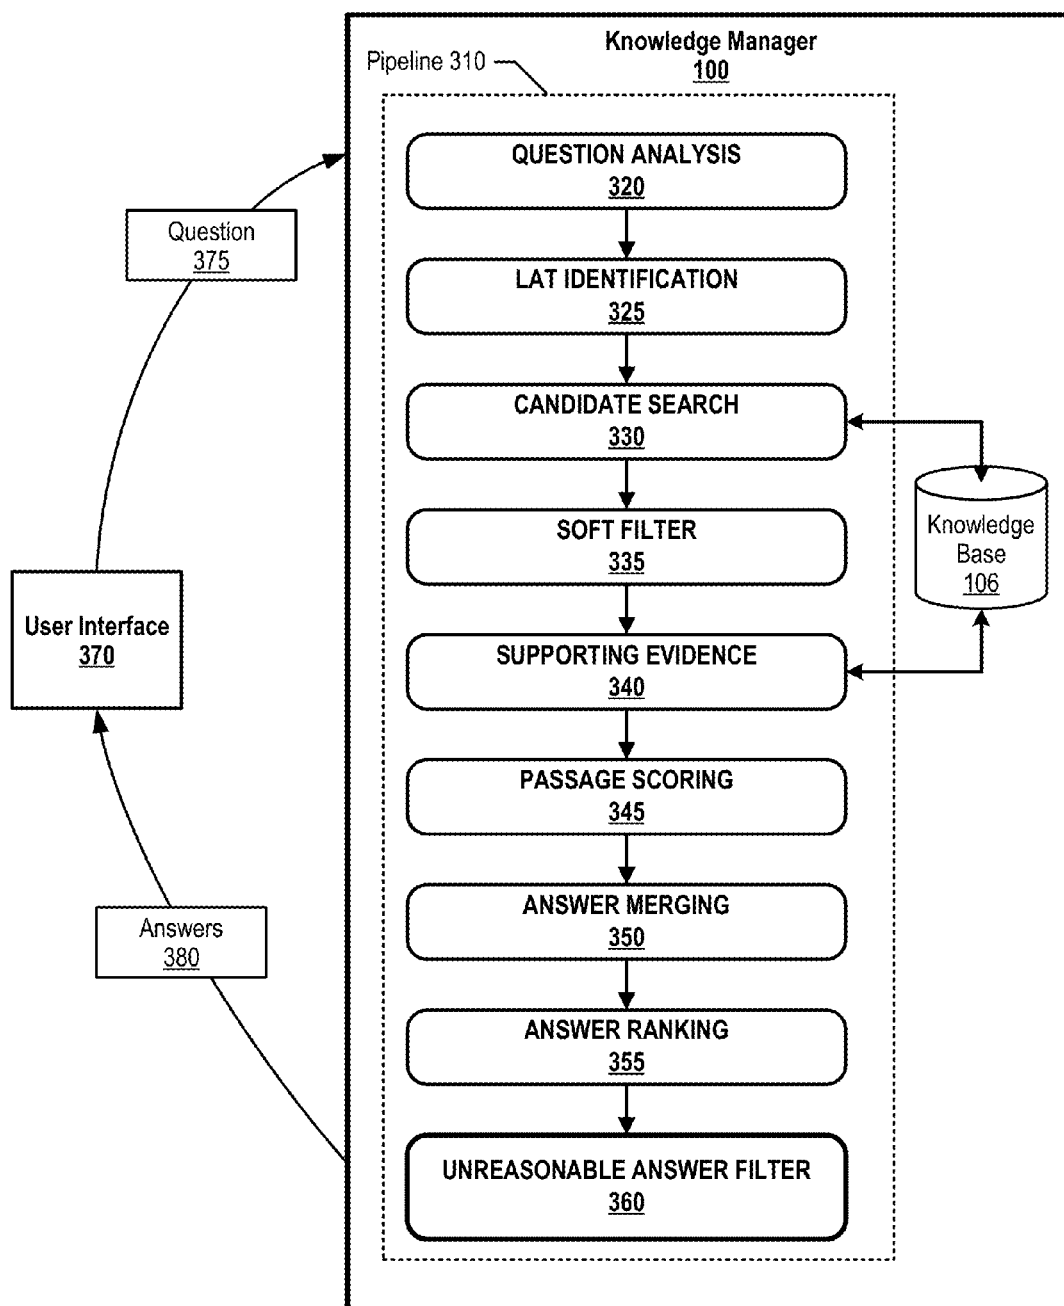 Knowledge Manager
100
Pipeline 310
QUESTION ANALYSIS
320
Question
375
LAT IDENTIFICATION
325
CANDIDATE SEARCH
330
SOFT FILTER
335
Knowledge
Base
106
User Interface
370
SUPPORTING EVIDENCE
340
PASSAGE SCORING
345
ANSWER MERGING
350
Answers
380
ANSWER RANKING
355
UNREASONABLE ANSWER FILTER
360